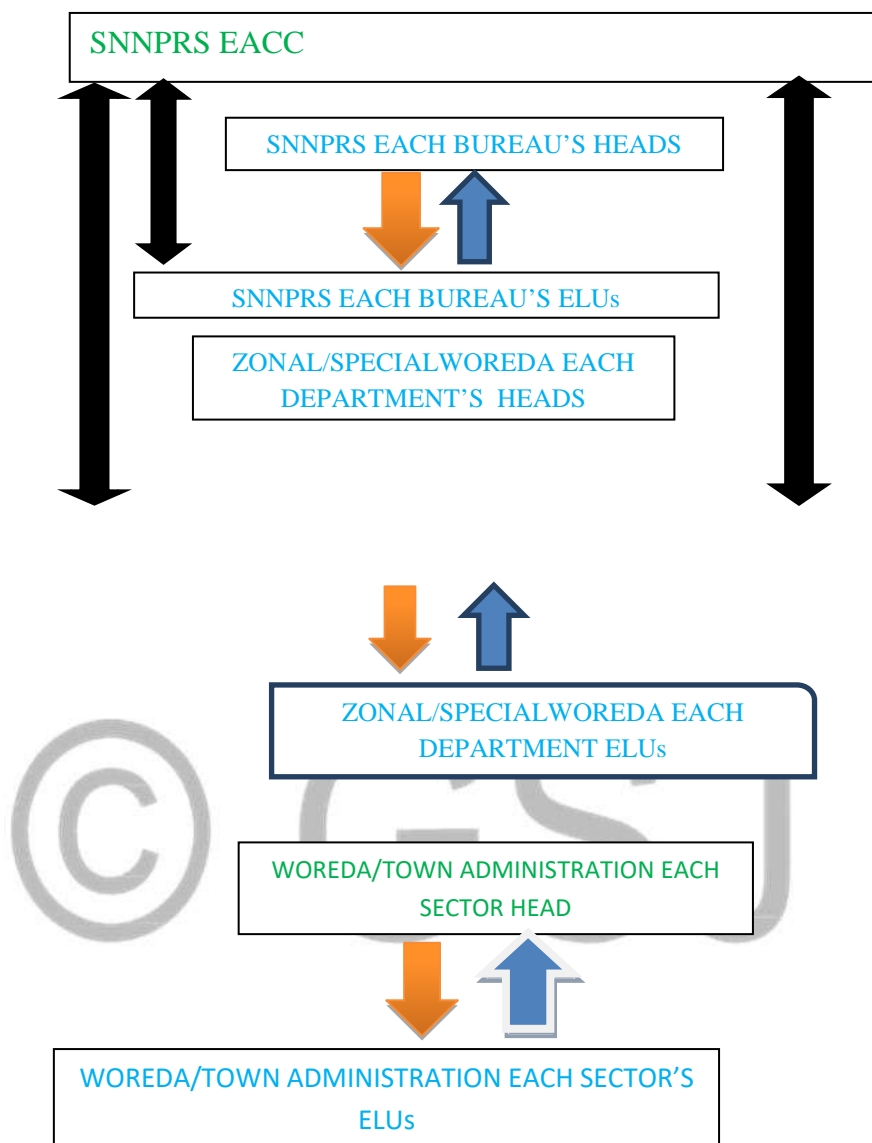 SNNPRS EACC
SNNPRS EACH BUREAU’S HEADS
SNNPRS EACH BUREAU’S ELUs
ZONAL/SPECIALWOREDA EACH
DEPARTMENT’S HEADS
ZONAL/SPECIALWOREDA EACH
DEPARTMENT ELUs
© GSJ
WOREDA/TOWN ADMINISTRATION EACH
SECTOR HEAD
WOREDA/TOWN ADMINISTRATION EACH SECTOR’S
ELUs